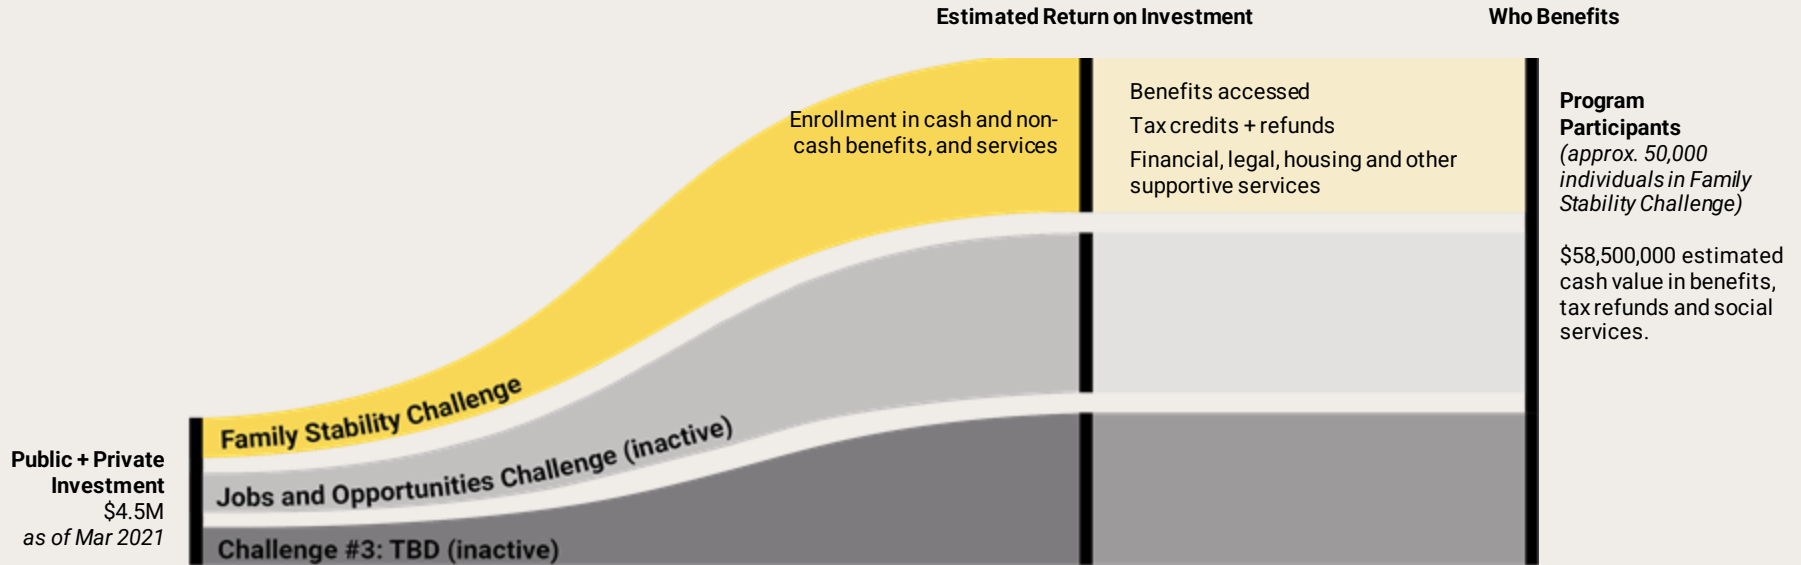 Estimated Return on Investment
Who Benefits
Enrollment in cash and non-
cash benefits, and services
Benefits accessed
Tax credits + refunds
Financial, legal, housing and other
supportive services
Program
Participants
(approx. 50,000
individuals in Family
Stability Challenge)
$58,500,000 estimated
cash value in benefits,
tax refunds and social
services.
Family Stability Challenge
Jobs and Opportunities Challenge (inactive)
Challenge #3: TBD (inactive)
Public + Private
Investment
$4.5M
as of Mar 2021